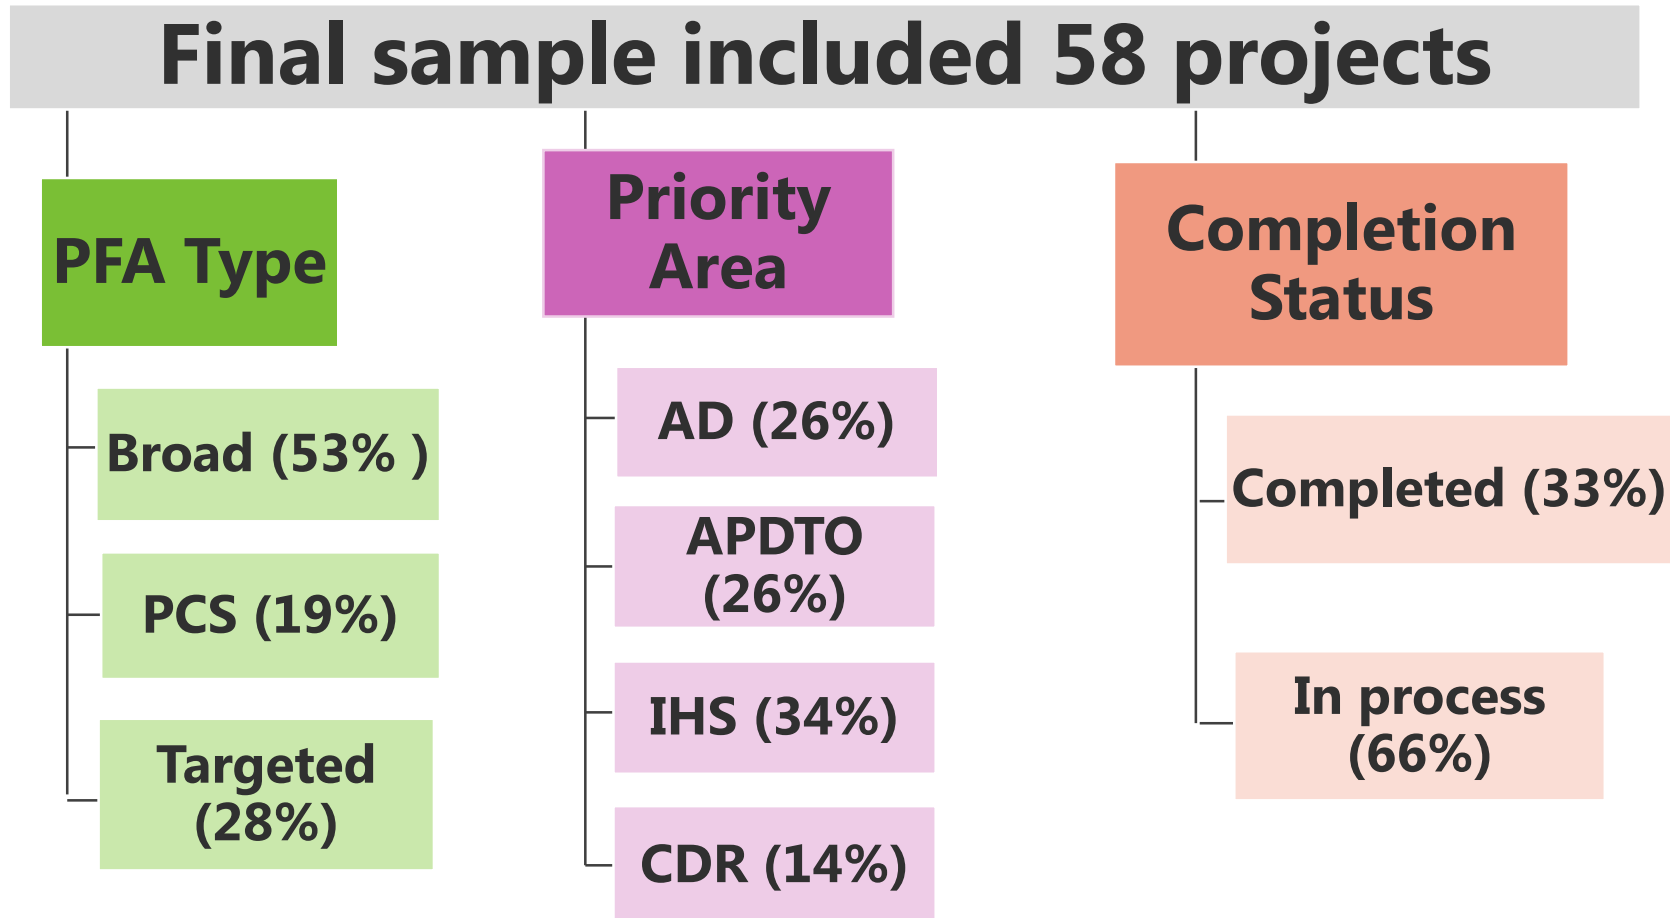 Final sample included 58 projects
PFA Type
Broad (53% )
PCS (19%)
Targeted
(28%)
Priority
Area
AD (26%)
APDTO
(26%)
IHS (34%)
CDR (14%)
Completion
Status
Completed (33%)
In process
(66%)